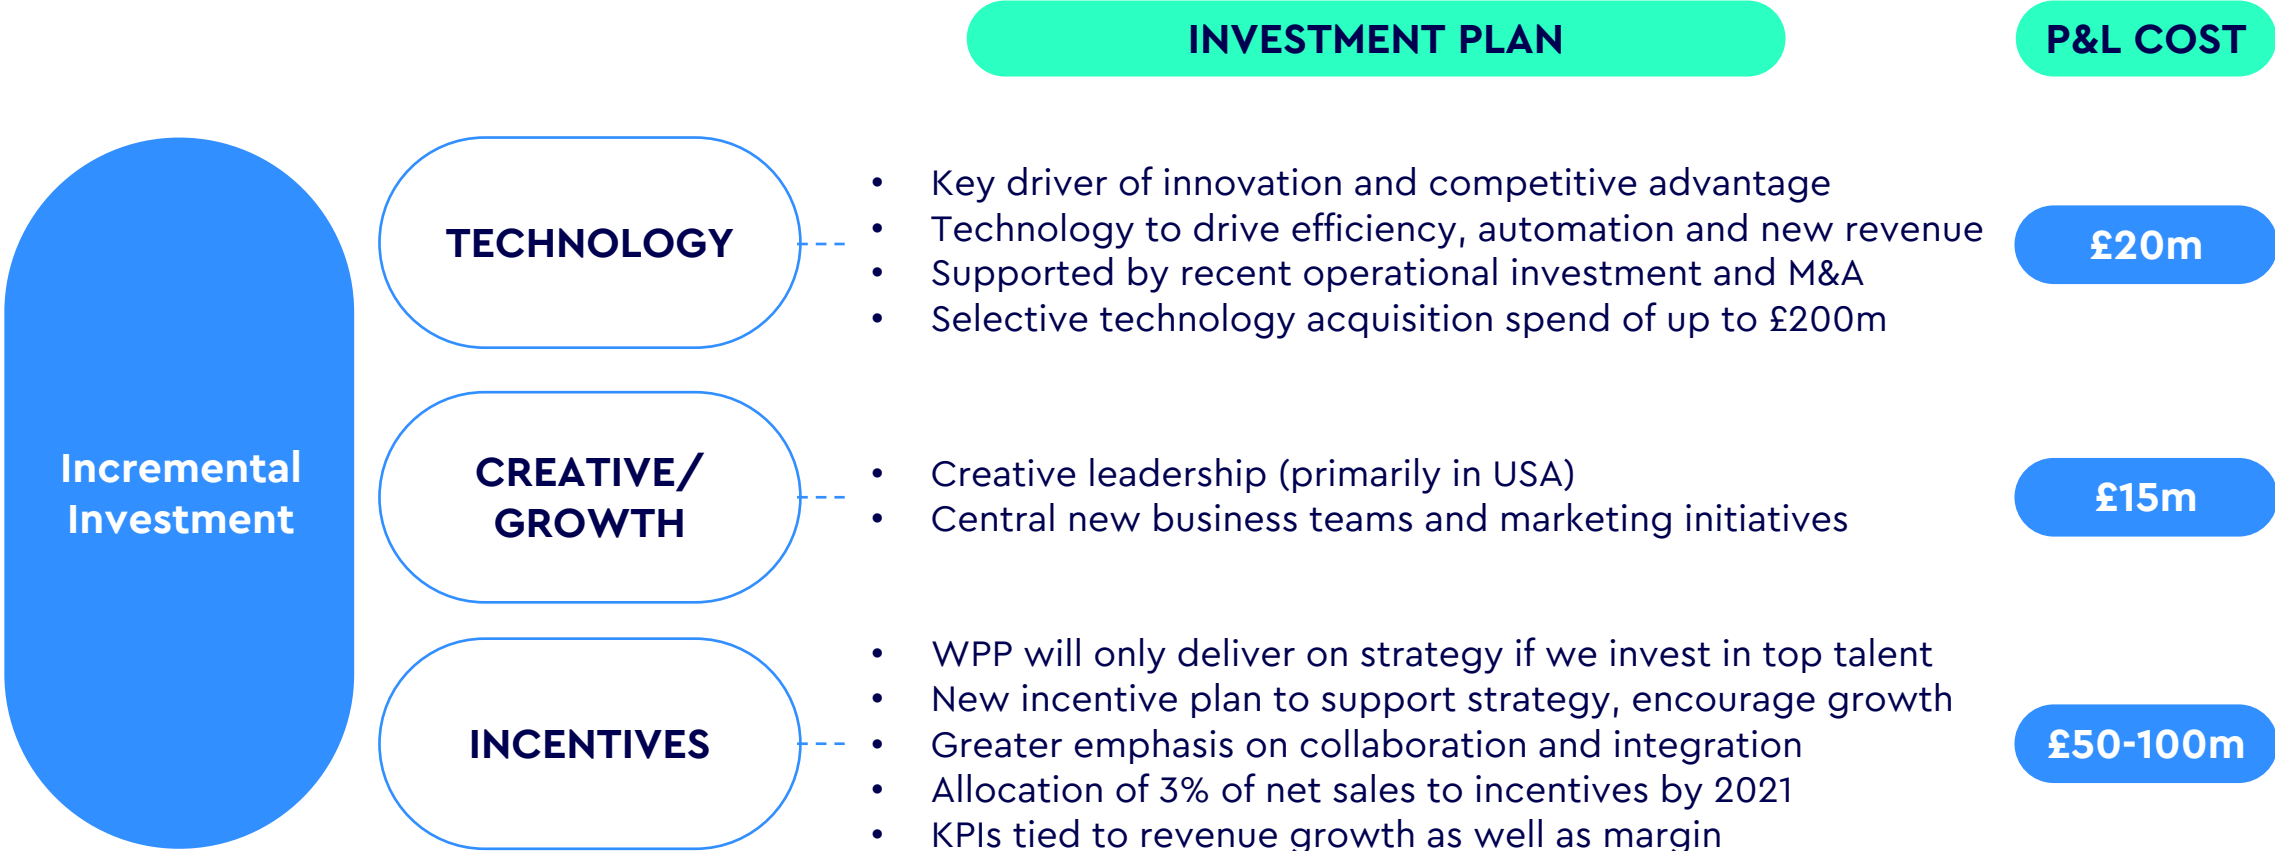 INVESTMENT PLAN
P&L COST
Incremental
Investment
TECHNOLOGY
• Key driver of innovation and competitive advantage
• Technology to drive efficiency, automation and new revenue
• Supported by recent operational investment and M&A
• Selective technology acquisition spend of up to £200m
£20m
CREATIVE/
GROWTH
• Creative leadership (primarily in USA)
• Central new business teams and marketing initiatives
£15m
INCENTIVES
• WPP will only deliver on strategy if we invest in top talent
• New incentive plan to support strategy, encourage growth
• Greater emphasis on collaboration and integration
• Allocation of 3% of net sales to incentives by 2021
• KPIs tied to revenue growth as well as margin
£50-100m